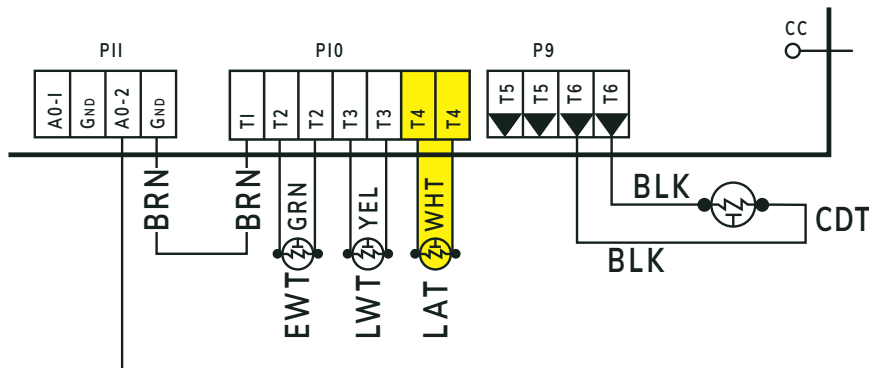 P11
P10
P9
CC
A0-1
GND
A0-2
GND
T1
T2
T2
T3
T3
T4
T4
T5
T5
T6
T6
BRN
BRN
GRN
YEL
WHT
BLK
CDT
BLK
EWT
LWT
LAT